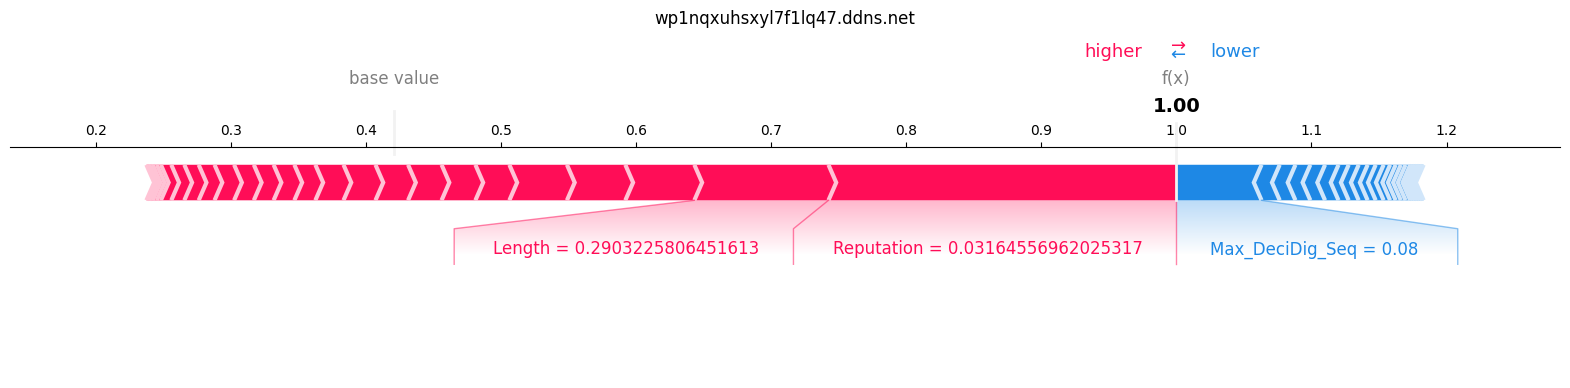 wp1nqxuhsxyl7f1lq47.ddns.net
higher ⇄ lower
base value f(x)
1.00
0.2 0.3 0.4 0.5 0.6 0.7 0.8 0.9 1.0 1.1 1.2
Length = 0.2903225806451613 Reputation = 0.03164556962025317 Max_DeciDig_Seq = 0.08